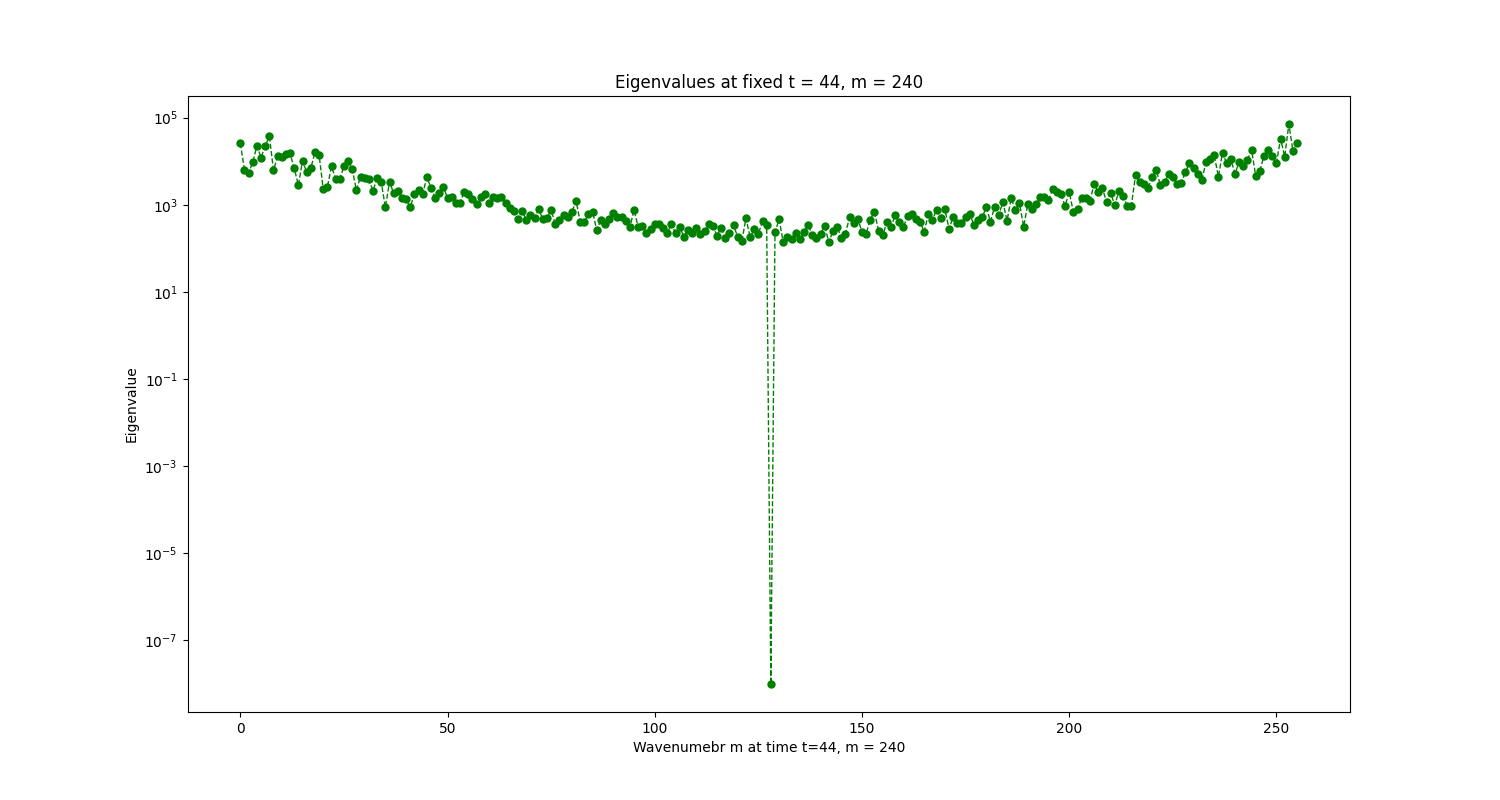 Eigenvalues at fixed t = 44, m = 240
10^5
10^3
10^1
10^-1
10^-3
10^-5
10^-7
Eigenvalue
0 50 100 150 200 250
Wavenumebr m at time t=44, m = 240